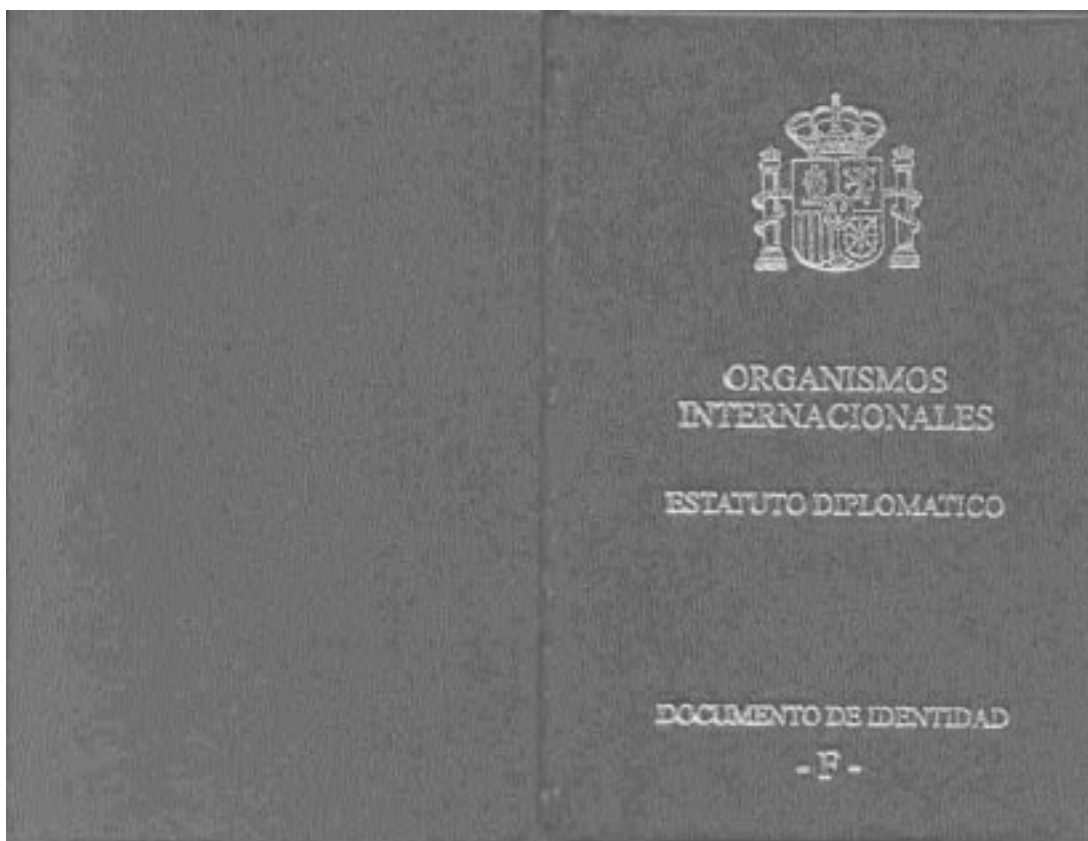 ORGANISMOS
INTERNACIONALES
ESTATUTO DIPLOMATICO
DOCUMENTO DE IDENTIDAD
- F -